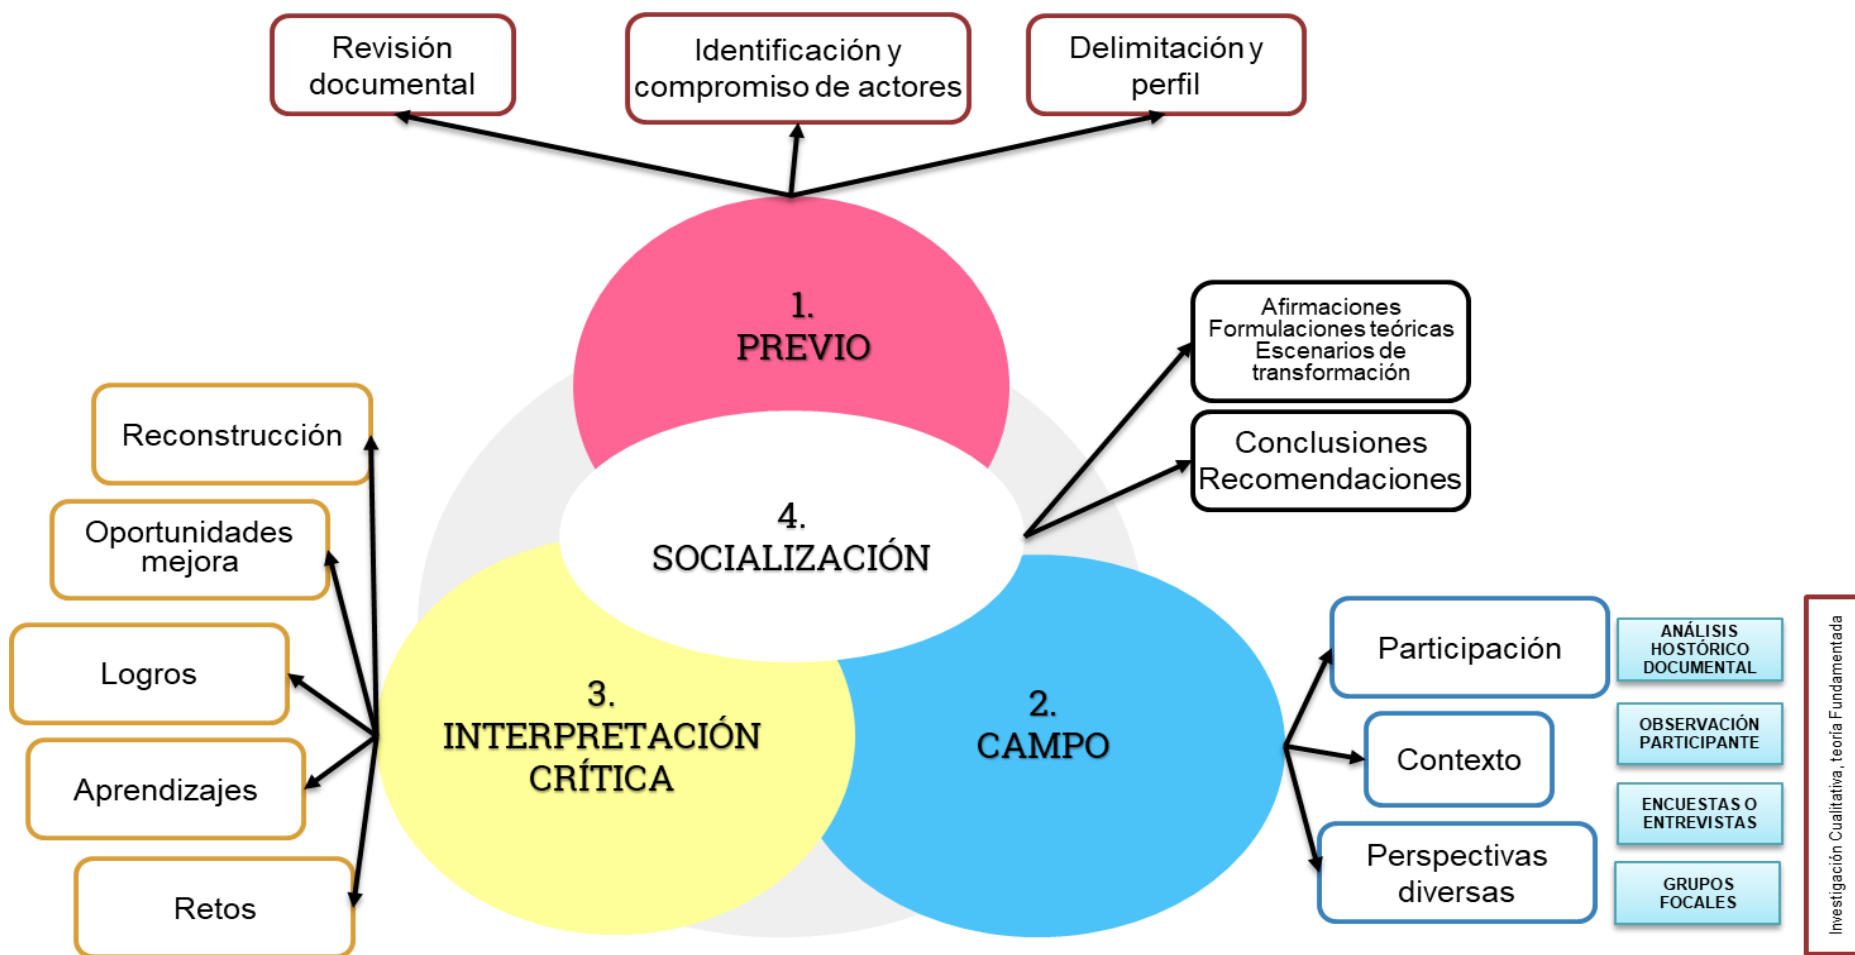 Revisión
documental
Identificación y
compromiso de actores
Delimitación y
perfil
1.
PREVIO
Afirmaciones
Formulaciones teóricas
Escenarios de
transformación
Conclusiones
Recomendaciones
4.
SOCIALIZACIÓN
Reconstrucción
Oportunidades
mejora
Logros
Aprendizajes
Retos
3.
INTERPRETACIÓN
CRÍTICA
2.
CAMPO
Participación
Contexto
Perspectivas
diversas
ANÁLISIS
HOSTÓRICO
DOCUMENTAL
OBSERVACIÓN
PARTICIPANTE
ENCUESTAS O
ENTREVISTAS
GRUPOS
FOCALES
Investigación Cualitativa, teoría Fundamentada